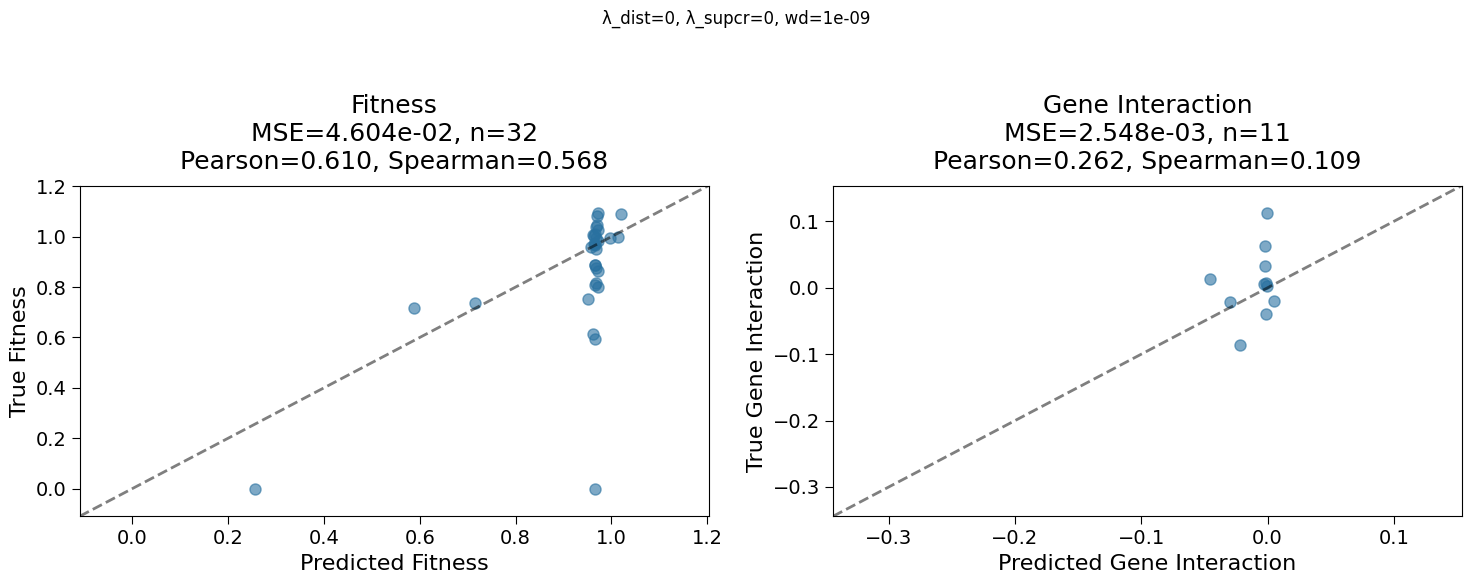 λ_dist=0, λ_supcr=0, wd=1e-09
Fitness
MSE=4.604e-02, n=32
Pearson=0.610, Spearman=0.568
1.2
1.0
0.8
0.6
0.4
0.2
0.0
True Fitness
0.0 0.2 0.4 0.6 0.8 1.0 1.2
Predicted Fitness
Gene Interaction
MSE=2.548e-03, n=11
Pearson=0.262, Spearman=0.109
0.1
0.0
−0.1
−0.2
−0.3
True Gene Interaction
−0.3 −0.2 −0.1 0.0 0.1
Predicted Gene Interaction